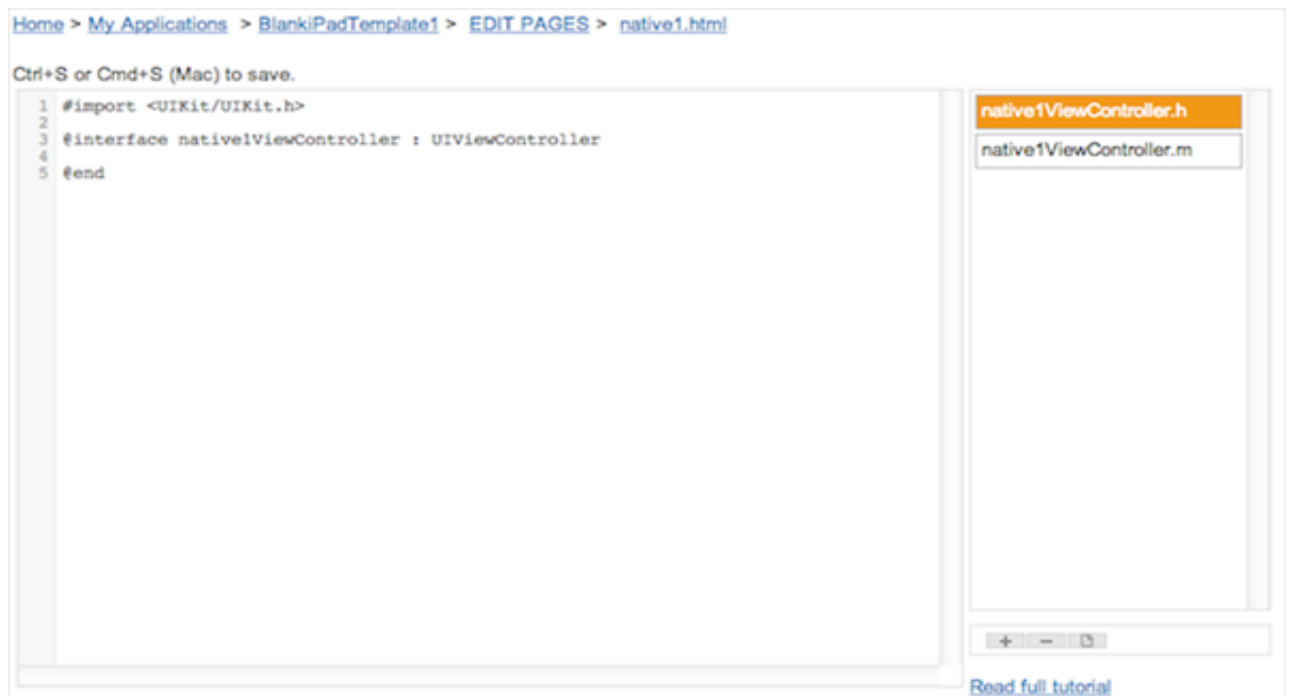 Home > My Applications > BlankiPadTemplate1 > EDIT PAGES > native1.html
Ctrl+S or Cmd+S (Mac) to save.
1 #import <UIKit/UIKit.h>
2
3 @interface native1ViewController : UIViewController
4
5 @end
native1ViewController.h
native1ViewController.m
Read full tutorial